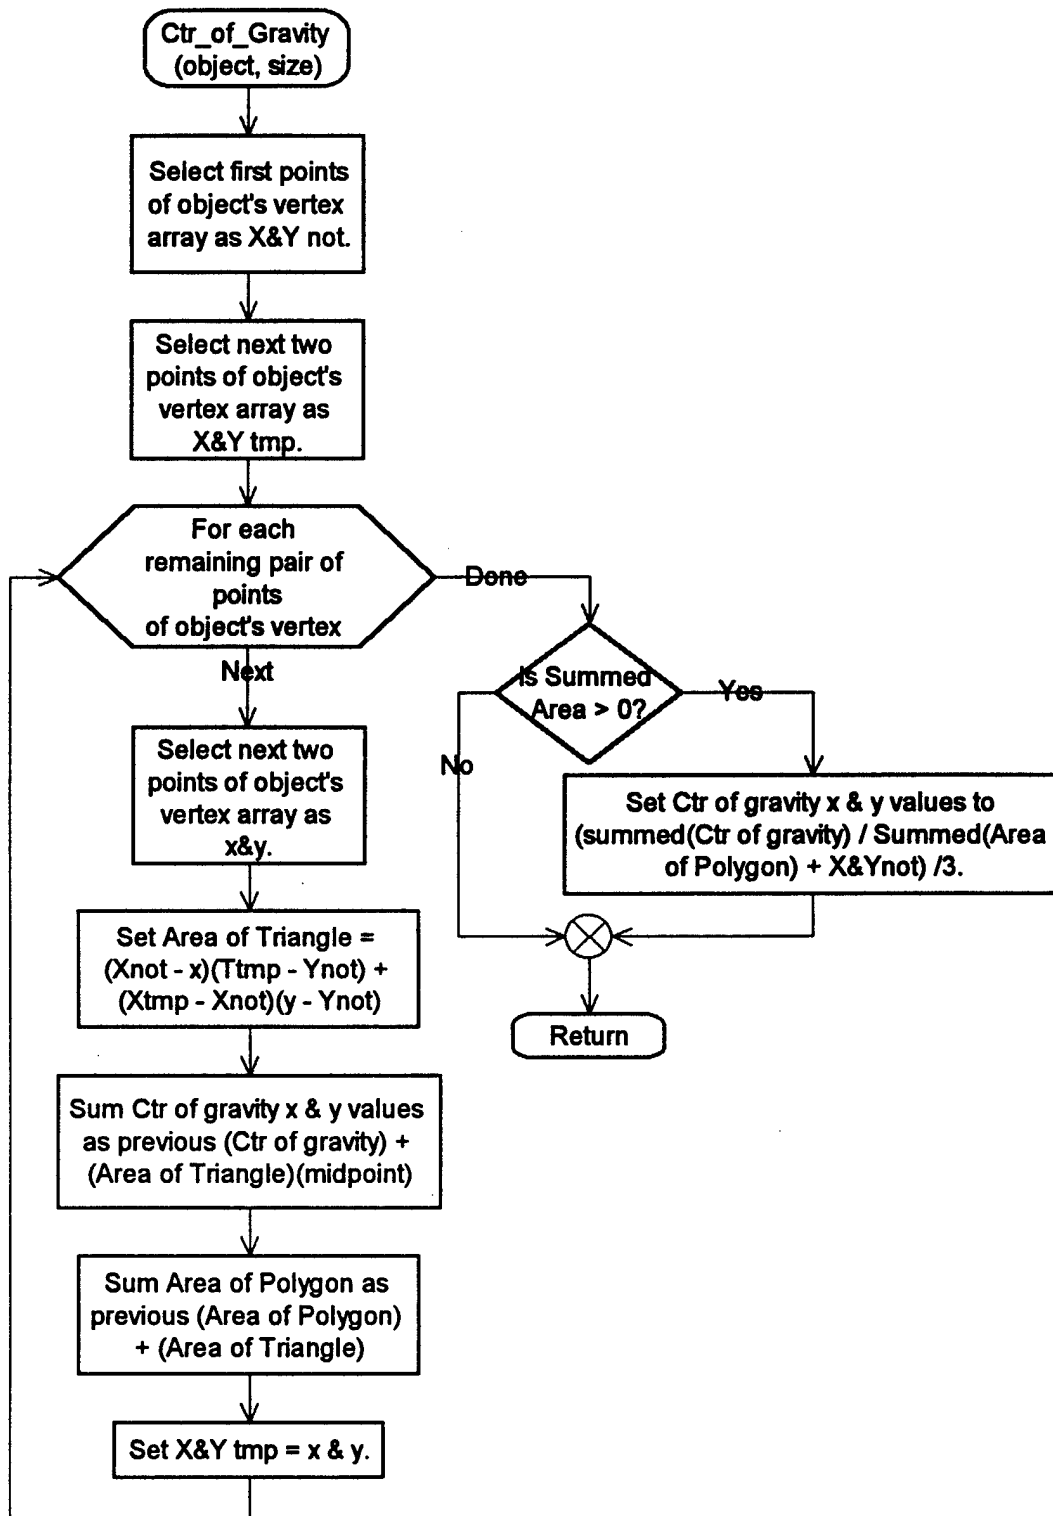 Ctr_of_Gravity
(object, size)
Select first points
of object's vertex
array as X&Y not.
Select next two
points of object's
vertex array as
X&Y tmp.
For each
remaining pair of
points
of object's vertex
Done
Next
Is Summed
Area > 0?
Yes
No
Set Ctr of gravity x & y values to
(summed(Ctr of gravity) / Summed(Area
of Polygon) + X&Ynot) /3.
Return
Select next two
points of object's
vertex array as
x&y.
Set Area of Triangle =
(Xnot - x)(Ttmp - Ynot) +
(Xtmp - Xnot)(y - Ynot)
Sum Ctr of gravity x & y values
as previous (Ctr of gravity) +
(Area of Triangle)(midpoint)
Sum Area of Polygon as
previous (Area of Polygon)
+ (Area of Triangle)
Set X&Y tmp = x & y.